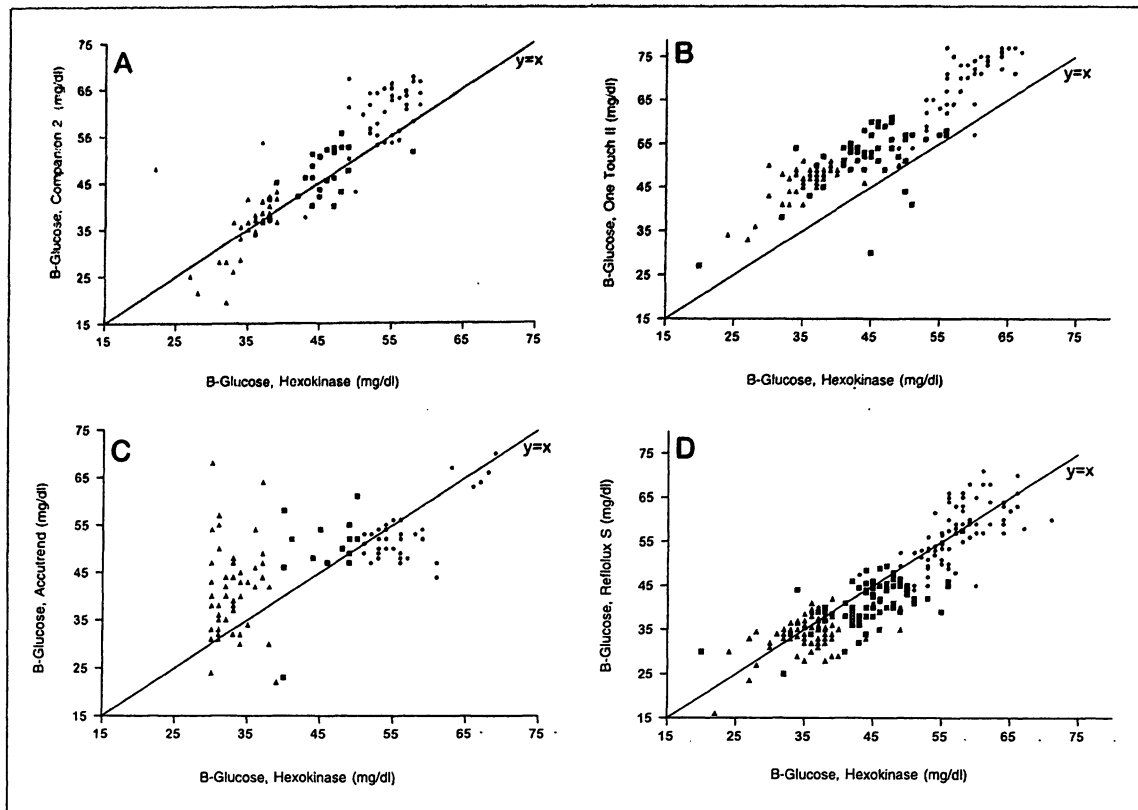 A
B-Glucose, Companion 2 (mg/dl)
75
65
55
45
35
25
15
15 25 35 45 55 65 75
y=x
B-Glucose, Hexokinase (mg/dl)
B
B-Glucose, One Touch II (mg/dl)
75
65
55
45
35
25
15
15 25 35 45 55 65 75
y=x
B-Glucose, Hexokinase (mg/dl)
C
B-Glucose, Accutrend (mg/dl)
75
65
55
45
35
25
15
15 25 35 45 55 65 75
y=x
B-Glucose, Hexokinase (mg/dl)
D
B-Glucose, Reflolux S (mg/dl)
75
65
55
45
35
25
15
15 25 35 45 55 65 75
y=x
B-Glucose, Hexokinase (mg/dl)